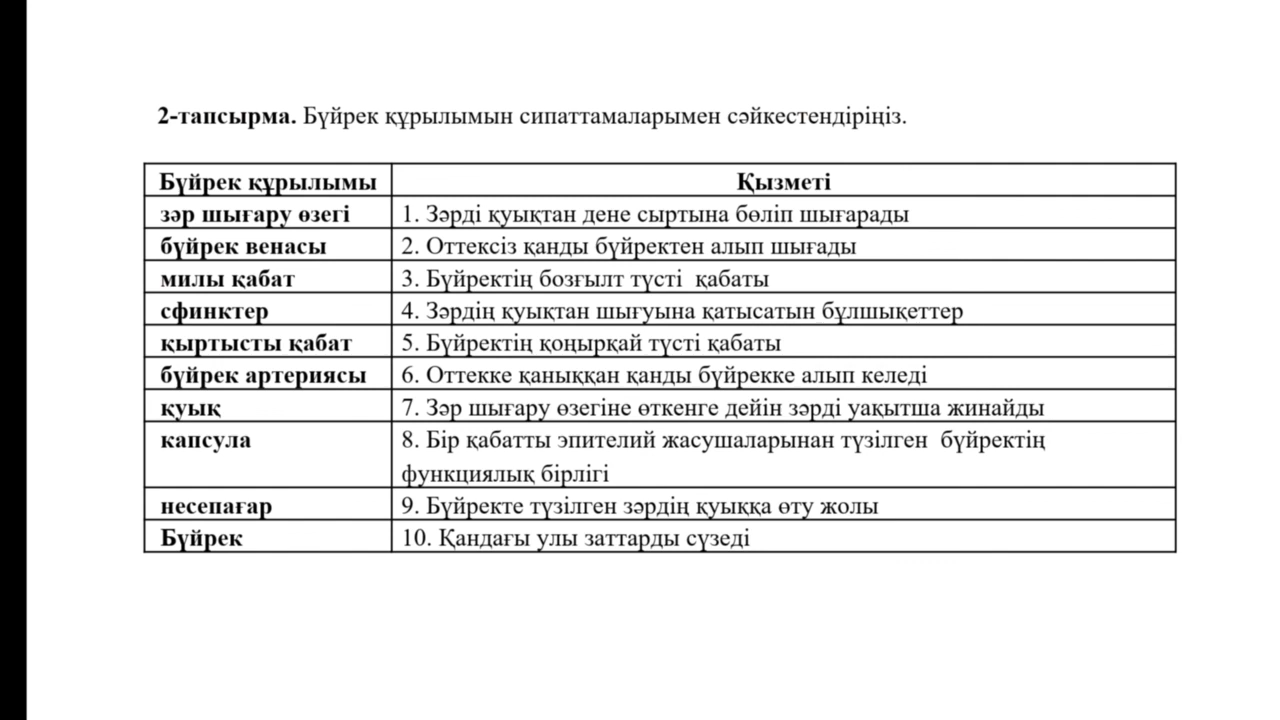 2-тапсырма. Бүйрек құрылымын сипаттамаларымен сәйкестендіріңіз.
Бүйрек құрылымы Қызметі
зәр шығару өзегі 1. Зәрді қуықтан дене сыртына бөліп шығарады
бүйрек венасы 2. Оттексіз қанды бүйректен алып шығады
милы қабат 3. Бүйректің бозғылт түсті қабаты
сфинктер 4. Зәрдің қуықтан шығуына қатысатын бұлшықеттер
қыртысты қабат 5. Бүйректің қоңырқай түсті қабаты
бүйрек артериясы 6. Оттекке қаныққан қанды бүйрекке алып келеді
қуық 7. Зәр шығару өзегіне өткенге дейін зәрді уақытша жинайды
капсула 8. Бір қабатты эпителий жасушаларынан түзілген бүйректің
функциялық бірлігі
несепағар 9. Бүйректе түзілген зәрдің қуыққа өту жолы
Бүйрек 10. Қандағы улы заттарды сүзеді